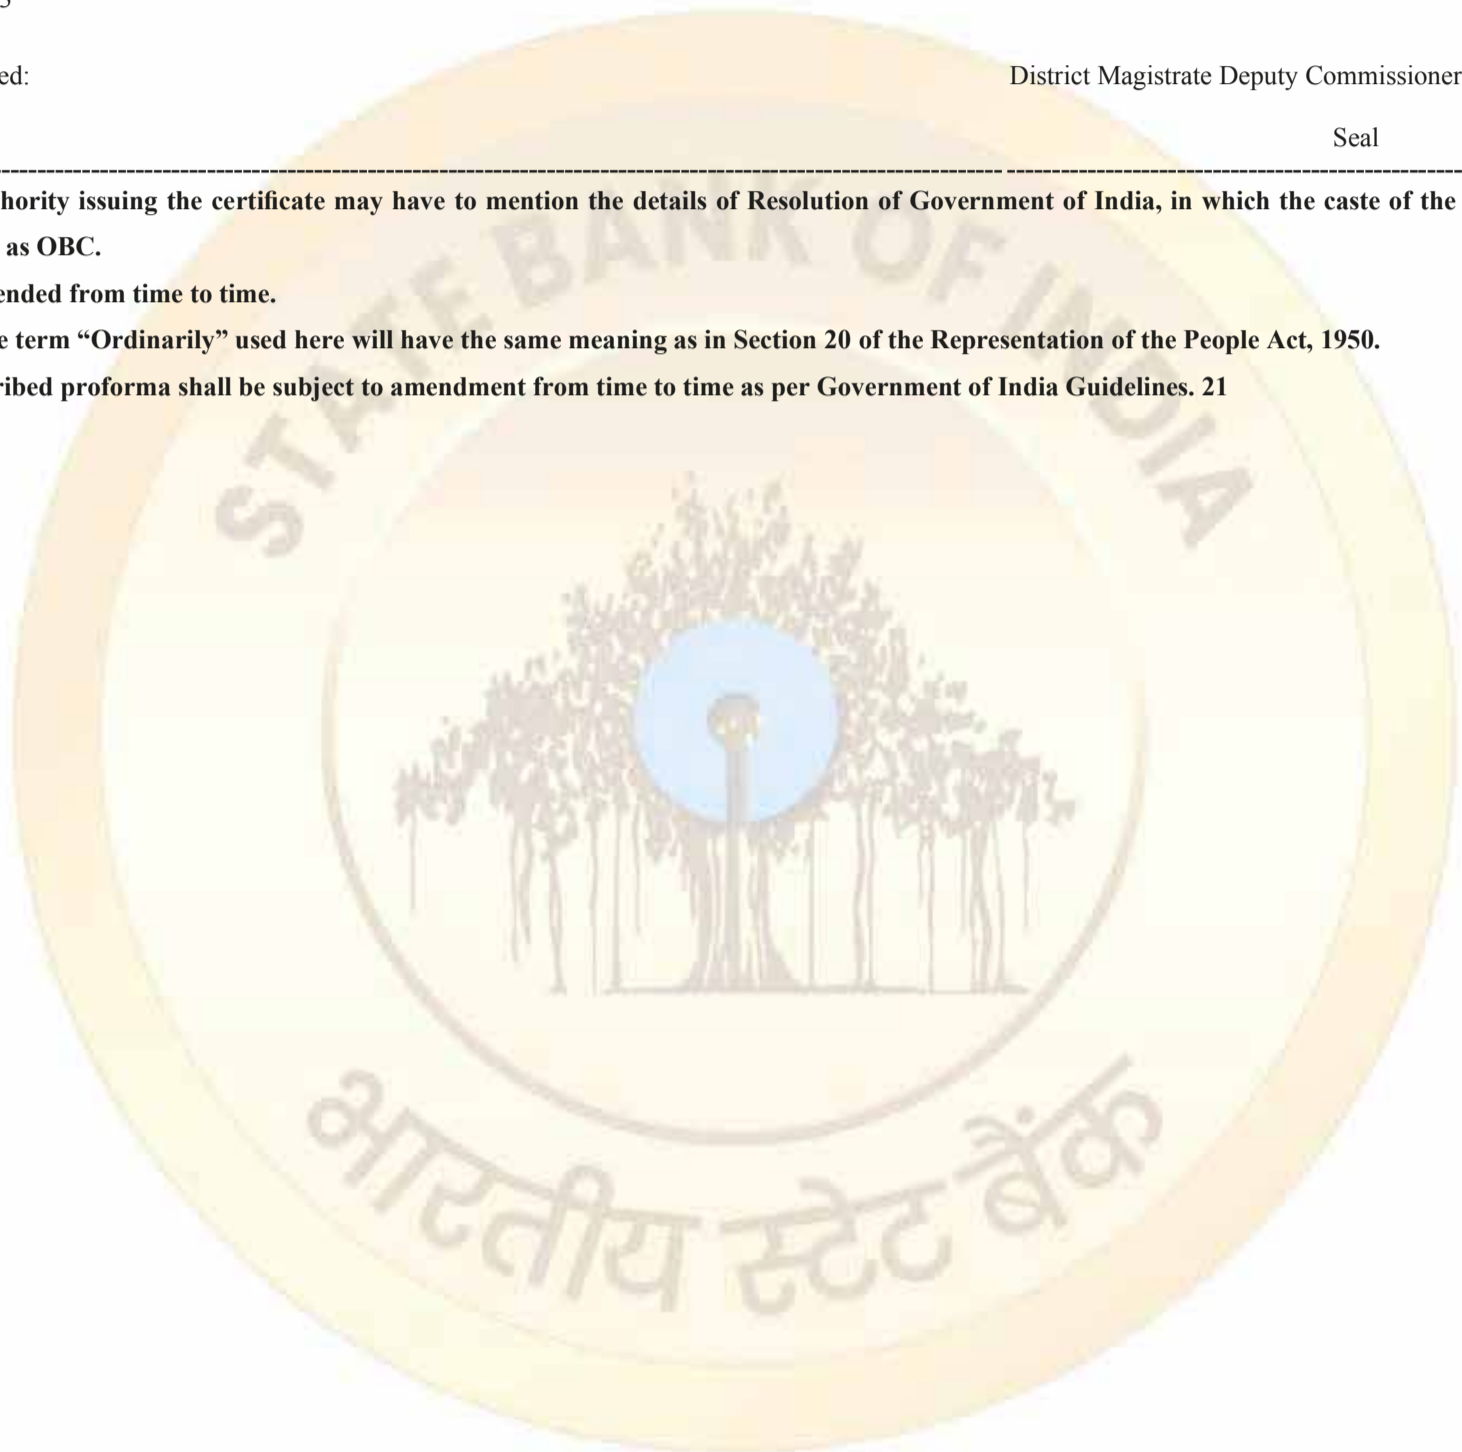 ed:
District Magistrate Deputy Commissioner
Seal
hority issuing the certificate may have to mention the details of Resolution of Government of India, in which the caste of the
as OBC.
ended from time to time.
e term “Ordinarily” used here will have the same meaning as in Section 20 of the Representation of the People Act, 1950.
ribed proforma shall be subject to amendment from time to time as per Government of India Guidelines. 21
STATE BANK OF INDIA
भारतीय स्टेट बैंक